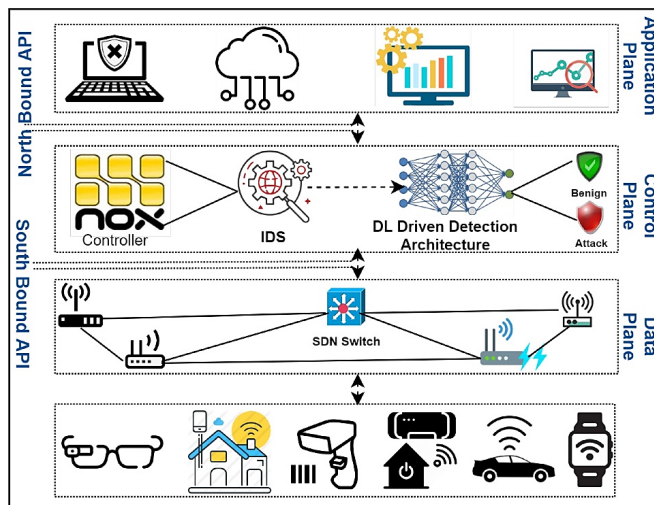 North Bound API
Application
Plane
nox
Controller
IDS
DL Driven Detection
Architecture
Benign
Attack
Control
Plane
South Bound API
SDN Switch
Data
Plane